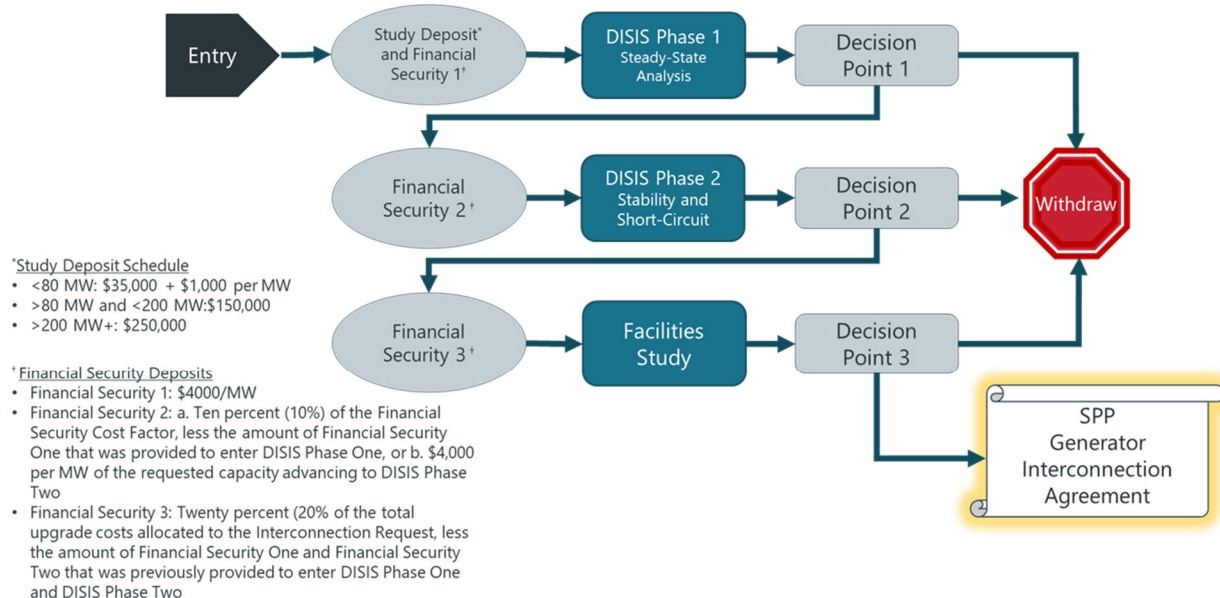 Entry
Study Deposit*
and Financial
Security 1†
DISIS Phase 1
Steady-State
Analysis
Decision
Point 1
Financial
Security 2†
DISIS Phase 2
Stability and
Short-Circuit
Decision
Point 2
Withdraw
*Study Deposit Schedule
• <80 MW: $35,000 + $1,000 per MW
• >80 MW and <200 MW:$150,000
• >200 MW+: $250,000
Financial
Security 3†
Facilities
Study
Decision
Point 3
†Financial Security Deposits
• Financial Security 1: $4000/MW
• Financial Security 2: a. Ten percent (10%) of the Financial
Security Cost Factor, less the amount of Financial Security
One that was provided to enter DISIS Phase One, or b. $4,000
per MW of the requested capacity advancing to DISIS Phase
Two
• Financial Security 3: Twenty percent (20% of the total
upgrade costs allocated to the Interconnection Request, less
the amount of Financial Security One and Financial Security
Two that was previously provided to enter DISIS Phase One
and DISIS Phase Two
SPP
Generator
Interconnection
Agreement